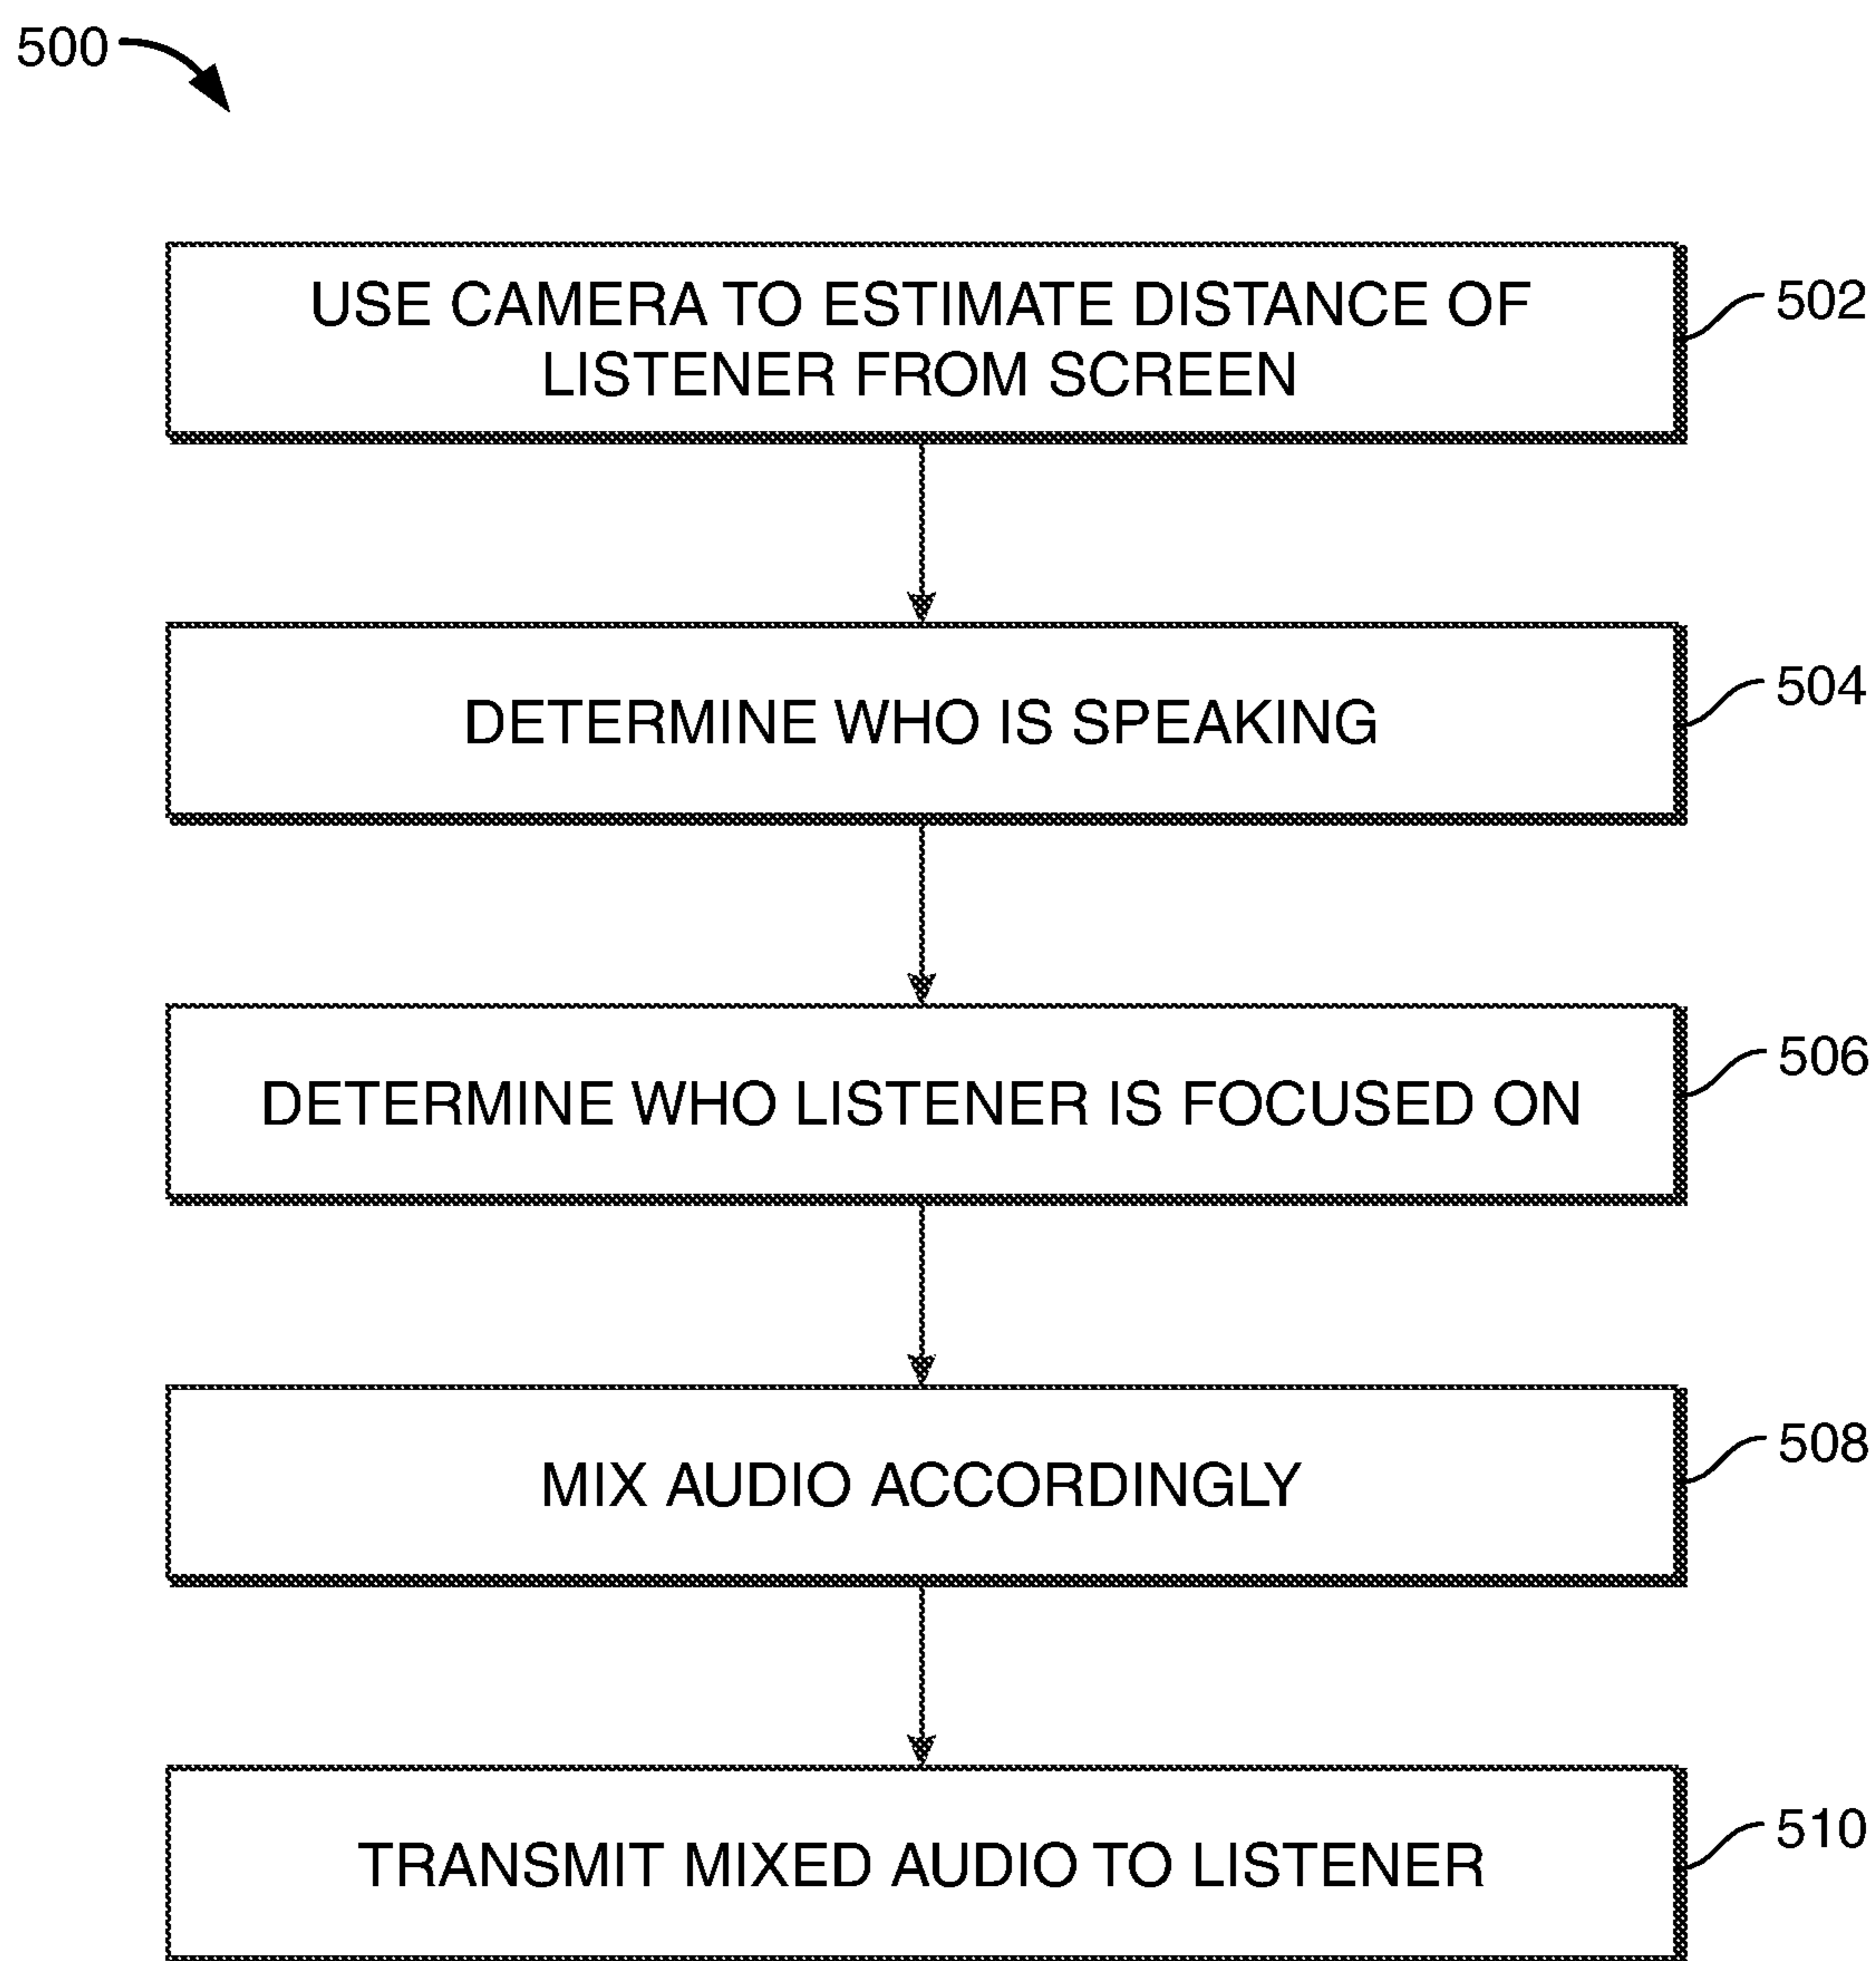 500
USE CAMERA TO ESTIMATE DISTANCE OF
LISTENER FROM SCREEN
502
DETERMINE WHO IS SPEAKING
504
DETERMINE WHO LISTENER IS FOCUSED ON
506
MIX AUDIO ACCORDINGLY
508
TRANSMIT MIXED AUDIO TO LISTENER
510